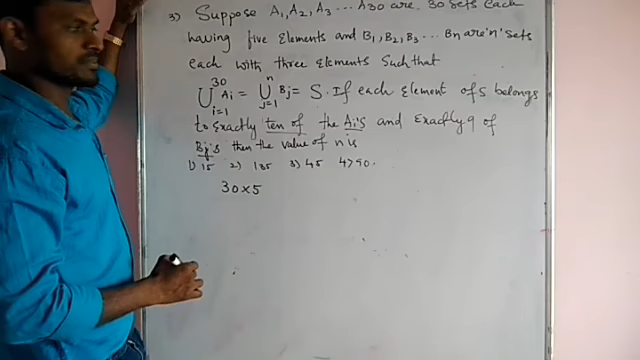 3) Suppose A1, A2, A3 ... A30 are 30 sets each
having five Elements and B1, B2, B3 ... Bn are 'n' sets
each with three Elements Such that
30 ⋃ i=1 Ai = n ⋃ j=1 Bj = S. If each Element of s belongs
to Exactly ten of the Ai's and Exactly 9 of
Bj's then the value of n is
1) 15 2) 135 3) 45 4) 90.
30×5